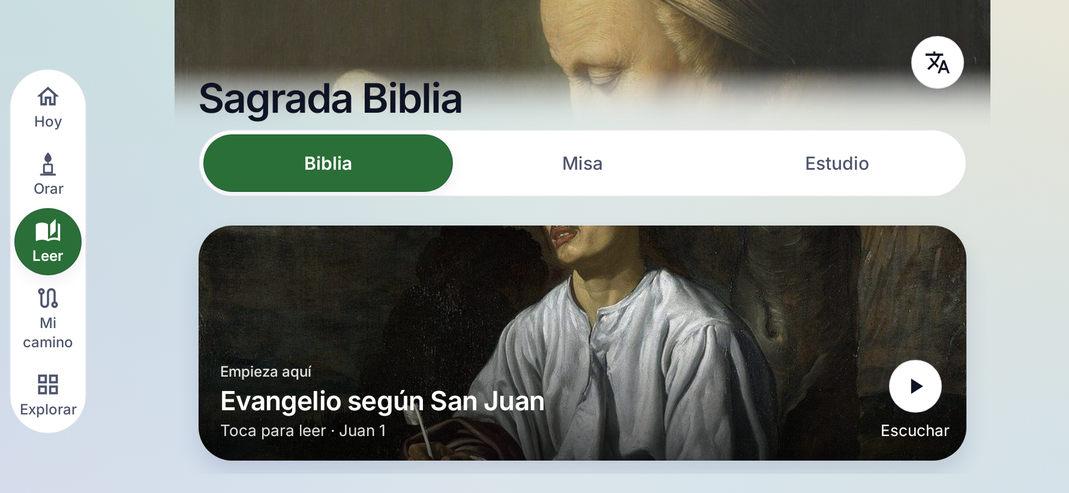 Sagrada Biblia
Hoy
Orar
Leer
Mi
camino
Explorar
Biblia
Misa
Estudio
Empieza aquí
Evangelio según San Juan
Toca para leer · Juan 1
Escuchar